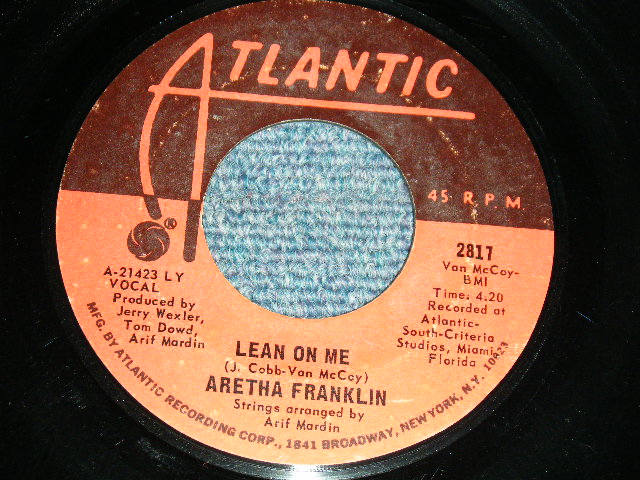 ATLANTIC
45 R.P.M.
®
A-21423 LY
VOCAL
Produced by
Jerry Wexler,
Tom Dowd,
Arif Mardin
2817
Van McCoy-
BMI
Time: 4.20
Recorded at
Atlantic-
South-Criteria
Studios, Miami,
Florida
LEAN ON ME
(J. Cobb-Van McCoy)
ARETHA FRANKLIN
Strings arranged by
Arif Mardin
MFG. BY ATLANTIC RECORDING CORP., 1841 BROADWAY, NEW YORK, N.Y. 10023